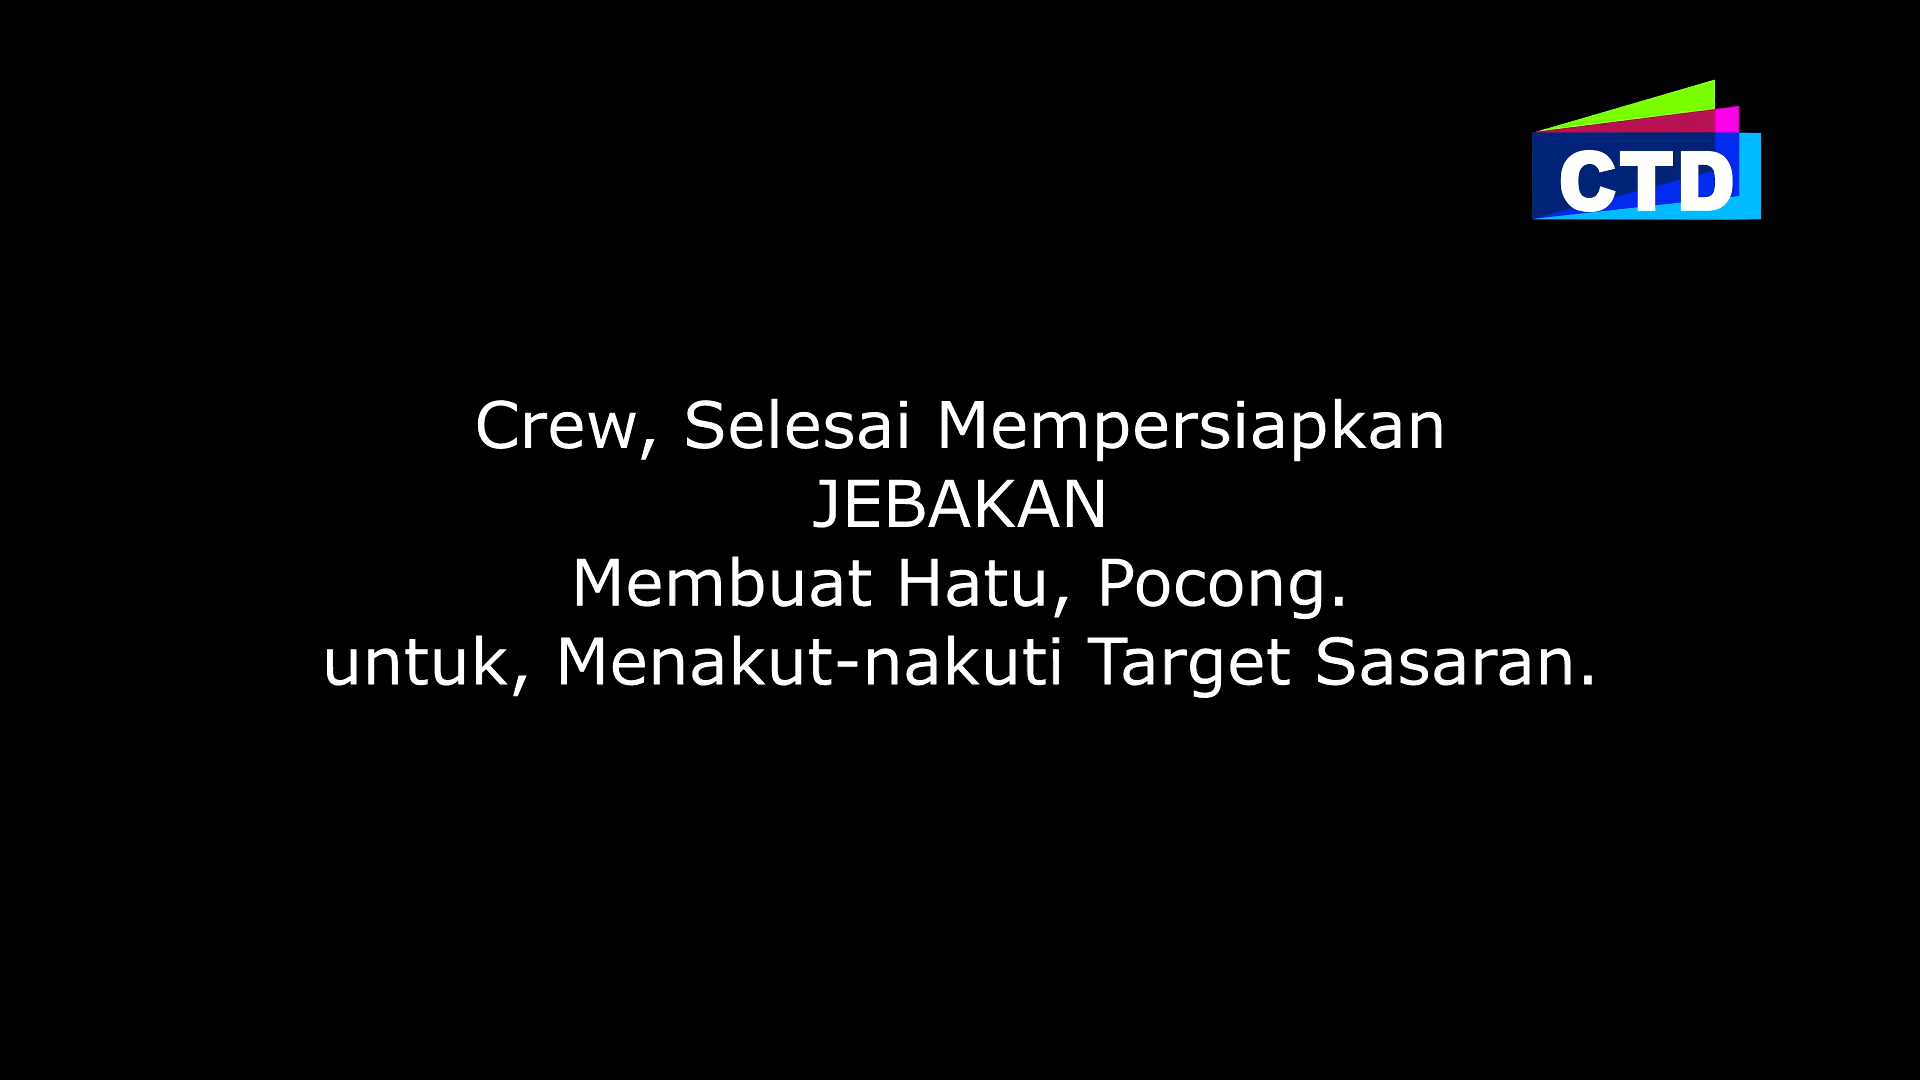 CTD
Crew, Selesai Mempersiapkan
JEBAKAN
Membuat Hatu, Pocong.
untuk, Menakut-nakuti Target Sasaran.